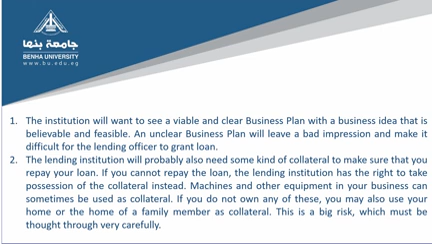 جامعة بنها
BENHA UNIVERSITY
www.bu.edu.eg
1. The institution will want to see a viable and clear Business Plan with a business idea that is
believable and feasible. An unclear Business Plan will leave a bad impression and make it
difficult for the lending officer to grant loan.
2. The lending institution will probably also need some kind of collateral to make sure that you
repay your loan. If you cannot repay the loan, the lending institution has the right to take
possession of the collateral instead. Machines and other equipment in your business can
sometimes be used as collateral. If you do not own any of these, you may also use your
home or the home of a family member as collateral. This is a big risk, which must be
thought through very carefully.